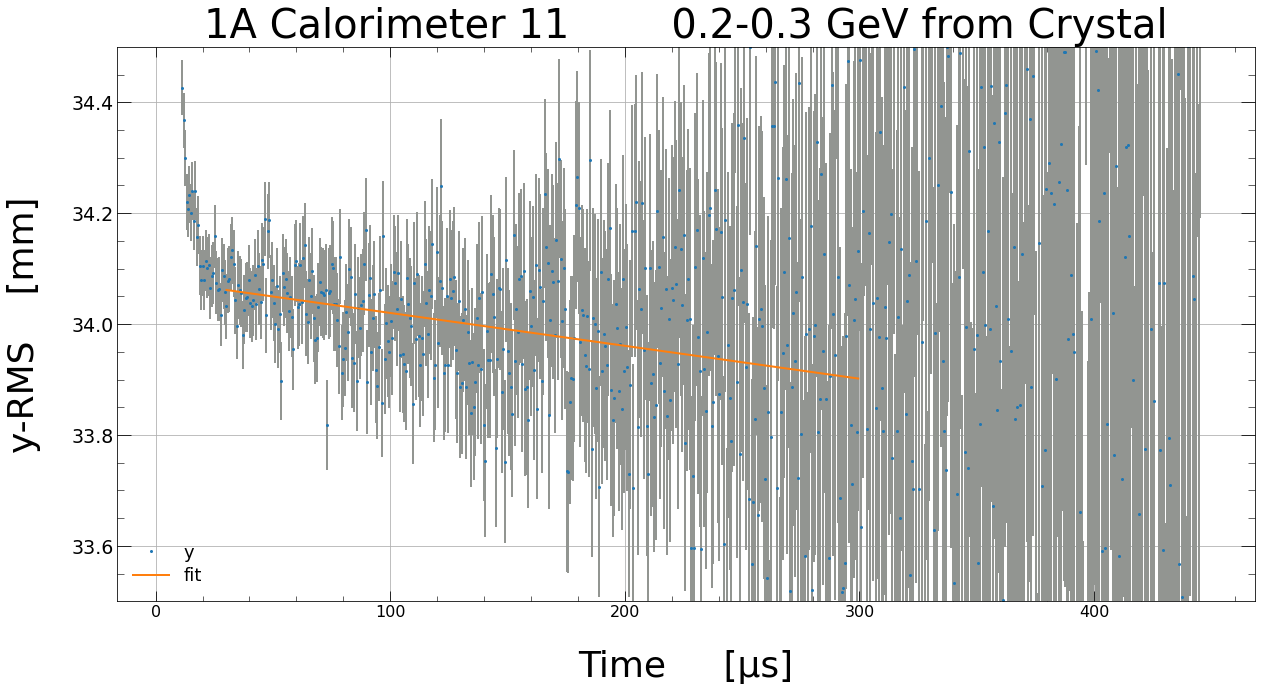 1A Calorimeter 11 0.2-0.3 GeV from Crystal
y-RMS [mm]
34.4
34.2
34.0
33.8
33.6
y
fit
0 100 200 300 400
Time [µs]